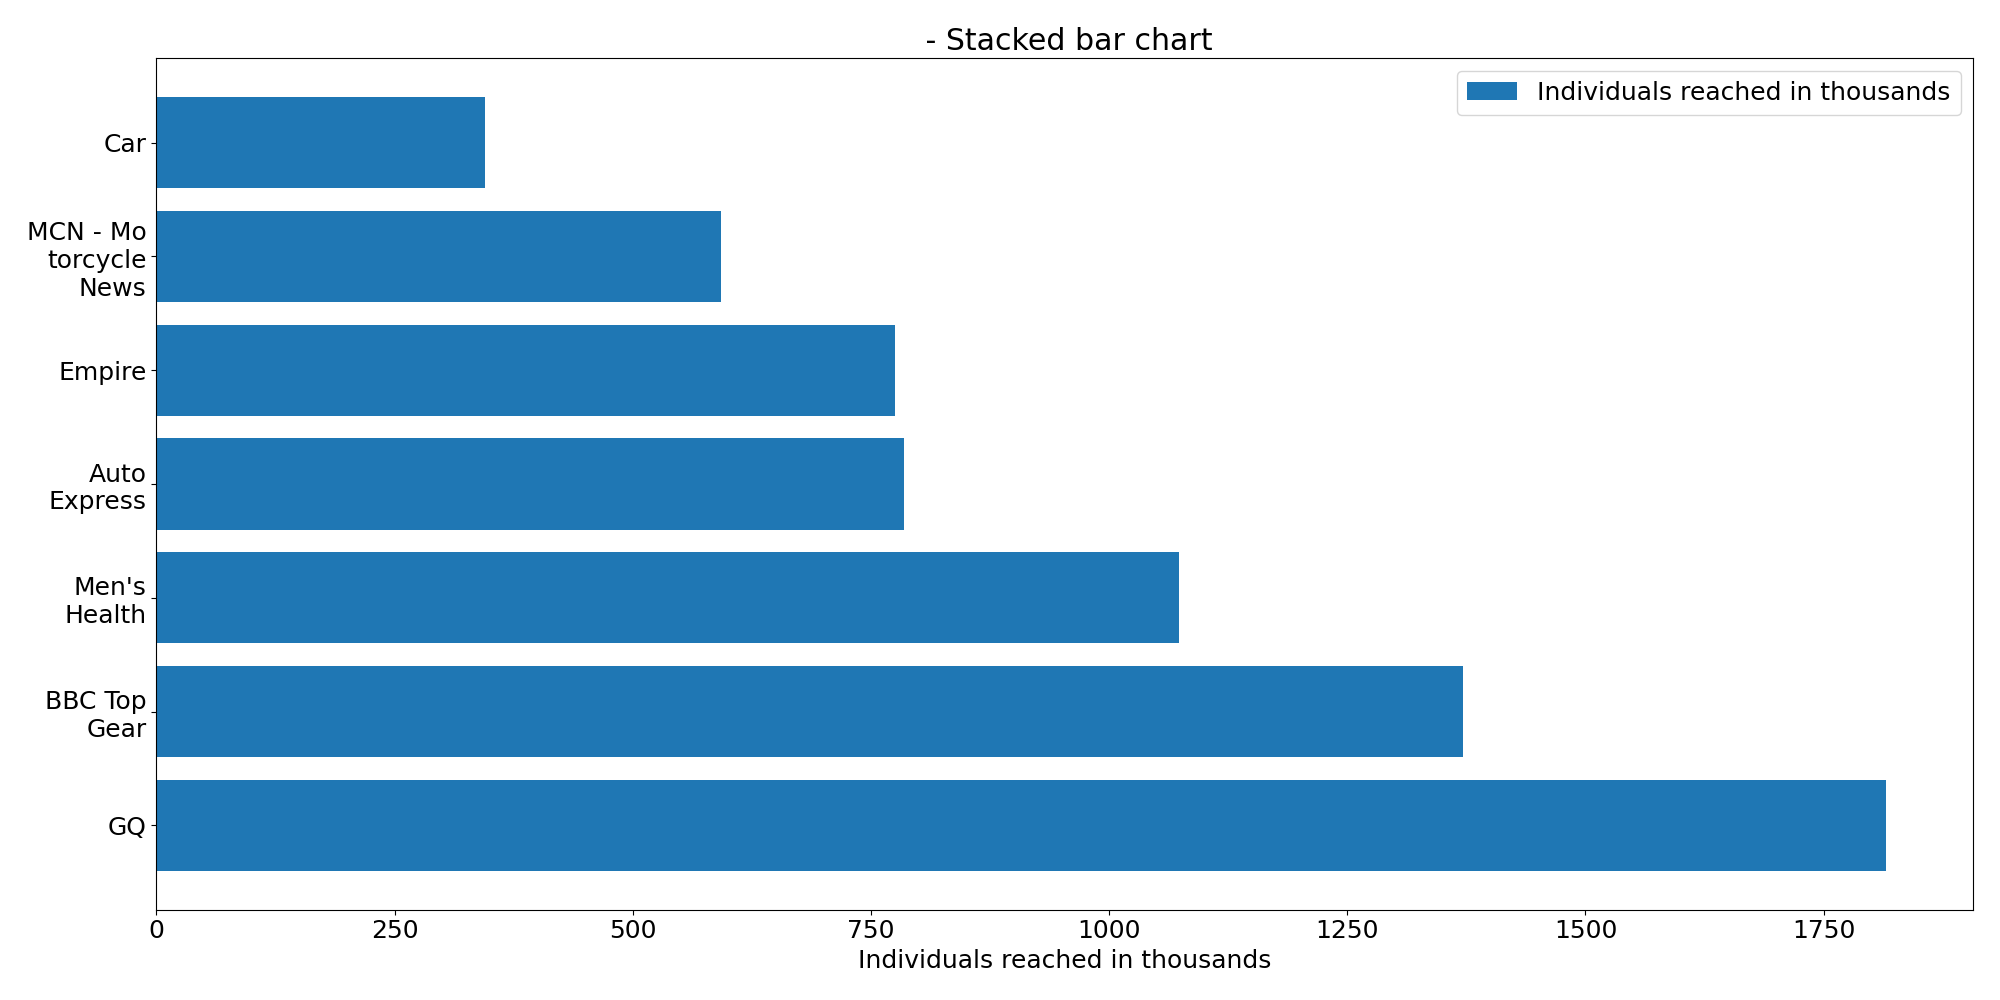 - Stacked bar chart
Individuals reached in thousands
Car
MCN - Mo
torcycle
News
Empire
Auto
Express
Men's
Health
BBC Top
Gear
GQ
0 250 500 750 1000 1250 1500 1750
Individuals reached in thousands